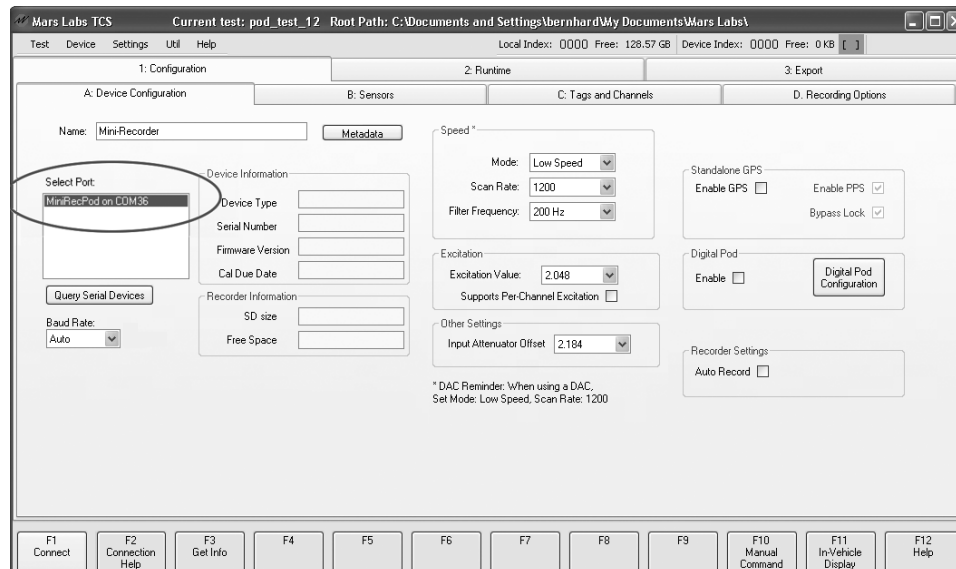 Mars Labs TCS Current test: pod_test_12 Root Path: C:\Documents and Settings\bernhard\My Documents\Mars Labs\
Test Device Settings Util Help Local Index: 0000 Free: 128.57 GB Device Index: 0000 Free: 0 KB [ ]
1: Configuration 2: Runtime 3: Export
A: Device Configuration B: Sensors C: Tags and Channels D. Recording Options
Name: Mini-Recorder Metadata
Select Port:
MiniRecPod on COM36
Query Serial Devices
Baud Rate:
Auto
Device Information
Device Type
Serial Number
Firmware Version
Cal Due Date
Recorder Information
SD size
Free Space
Speed *
Mode: Low Speed
Scan Rate: 1200
Filter Frequency: 200 Hz
Excitation
Excitation Value: 2.048
Supports Per-Channel Excitation
Other Settings
Input Attenuator Offset 2.184
* DAC Reminder: When using a DAC,
Set Mode: Low Speed, Scan Rate: 1200
Standalone GPS
Enable GPS Enable PPS
Bypass Lock
Digital Pod
Enable
Digital Pod
Configuration
Recorder Settings
Auto Record
F1
Connect
F2
Connection
Help
F3
Get Info
F4
F5
F6
F7
F8
F9
F10
Manual
Command
F11
In-Vehicle
Display
F12
Help